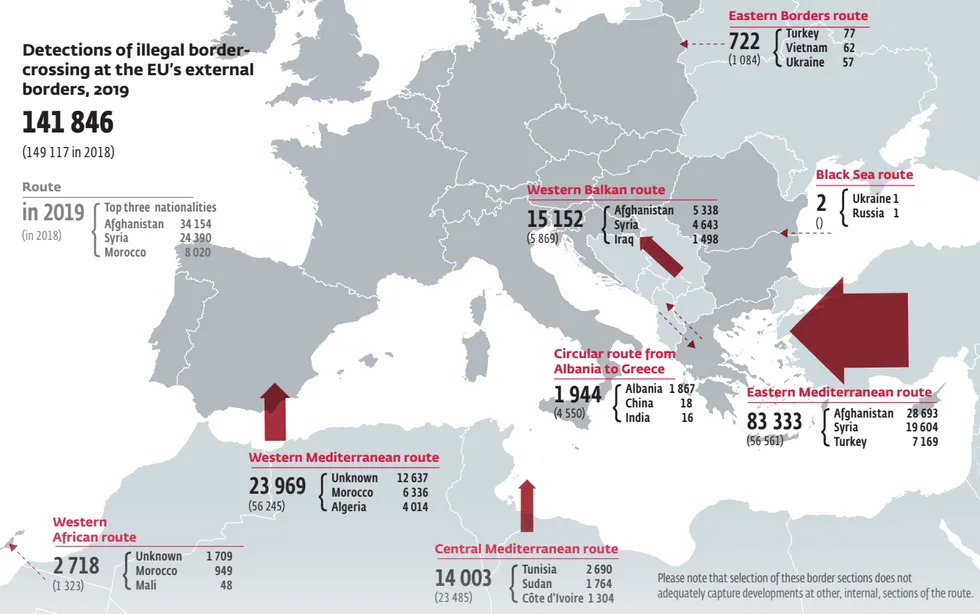 Detections of illegal border-
crossing at the EU's external
borders, 2019
141 846
(149 117 in 2018)
Route
in 2019
(in 2018)
Top three nationalities
Afghanistan 34 154
Syria 24 390
Morocco 8 020
Eastern Borders route
722
(1 084)
Turkey 77
Vietnam 62
Ukraine 57
Black Sea route
2
()
Ukraine 1
Russia 1
Western Balkan route
15 152
(5 869)
Afghanistan 5 338
Syria 4 643
Iraq 1 498
Circular route from
Albania to Greece
1 944
(4 550)
Albania 1 867
China 18
India 16
Eastern Mediterranean route
83 333
(56 561)
Afghanistan 28 693
Syria 19 604
Turkey 7 169
Western Mediterranean route
23 969
(56 245)
Unknown 12 637
Morocco 6 336
Algeria 4 014
Western
African route
2 718
(1 323)
Unknown 1 709
Morocco 949
Mali 48
Central Mediterranean route
14 003
(23 485)
Tunisia 2 690
Sudan 1 764
Côte d'Ivoire 1 304
Please note that selection of these border sections does not
adequately capture developments at other, internal, sections of the route.